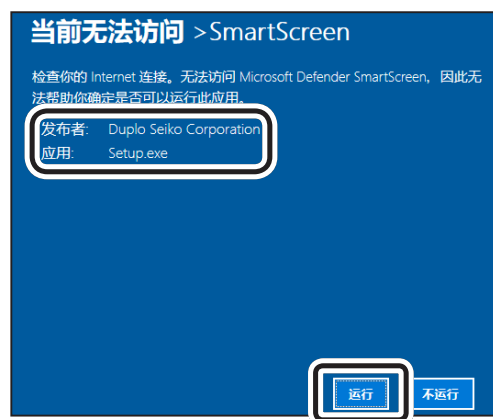 当前无法访问 >SmartScreen
检查你的 Internet 连接。无法访问 Microsoft Defender SmartScreen，因此无
法帮助你确定是否可以运行此应用。
发布者: Duplo Seiko Corporation
应用: Setup.exe
运行 不运行